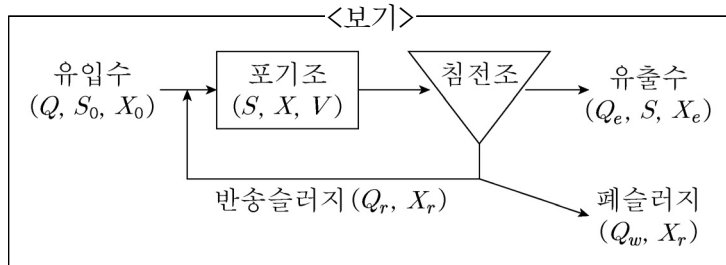 <보기>
유입수
(Q, S₀, X₀)
포기조
(S, X, V)
침전조
유출수
(Qₑ, S, Xₑ)
반송슬러지(Qᵣ, Xᵣ)
폐슬러지
(Q_w, Xᵣ)